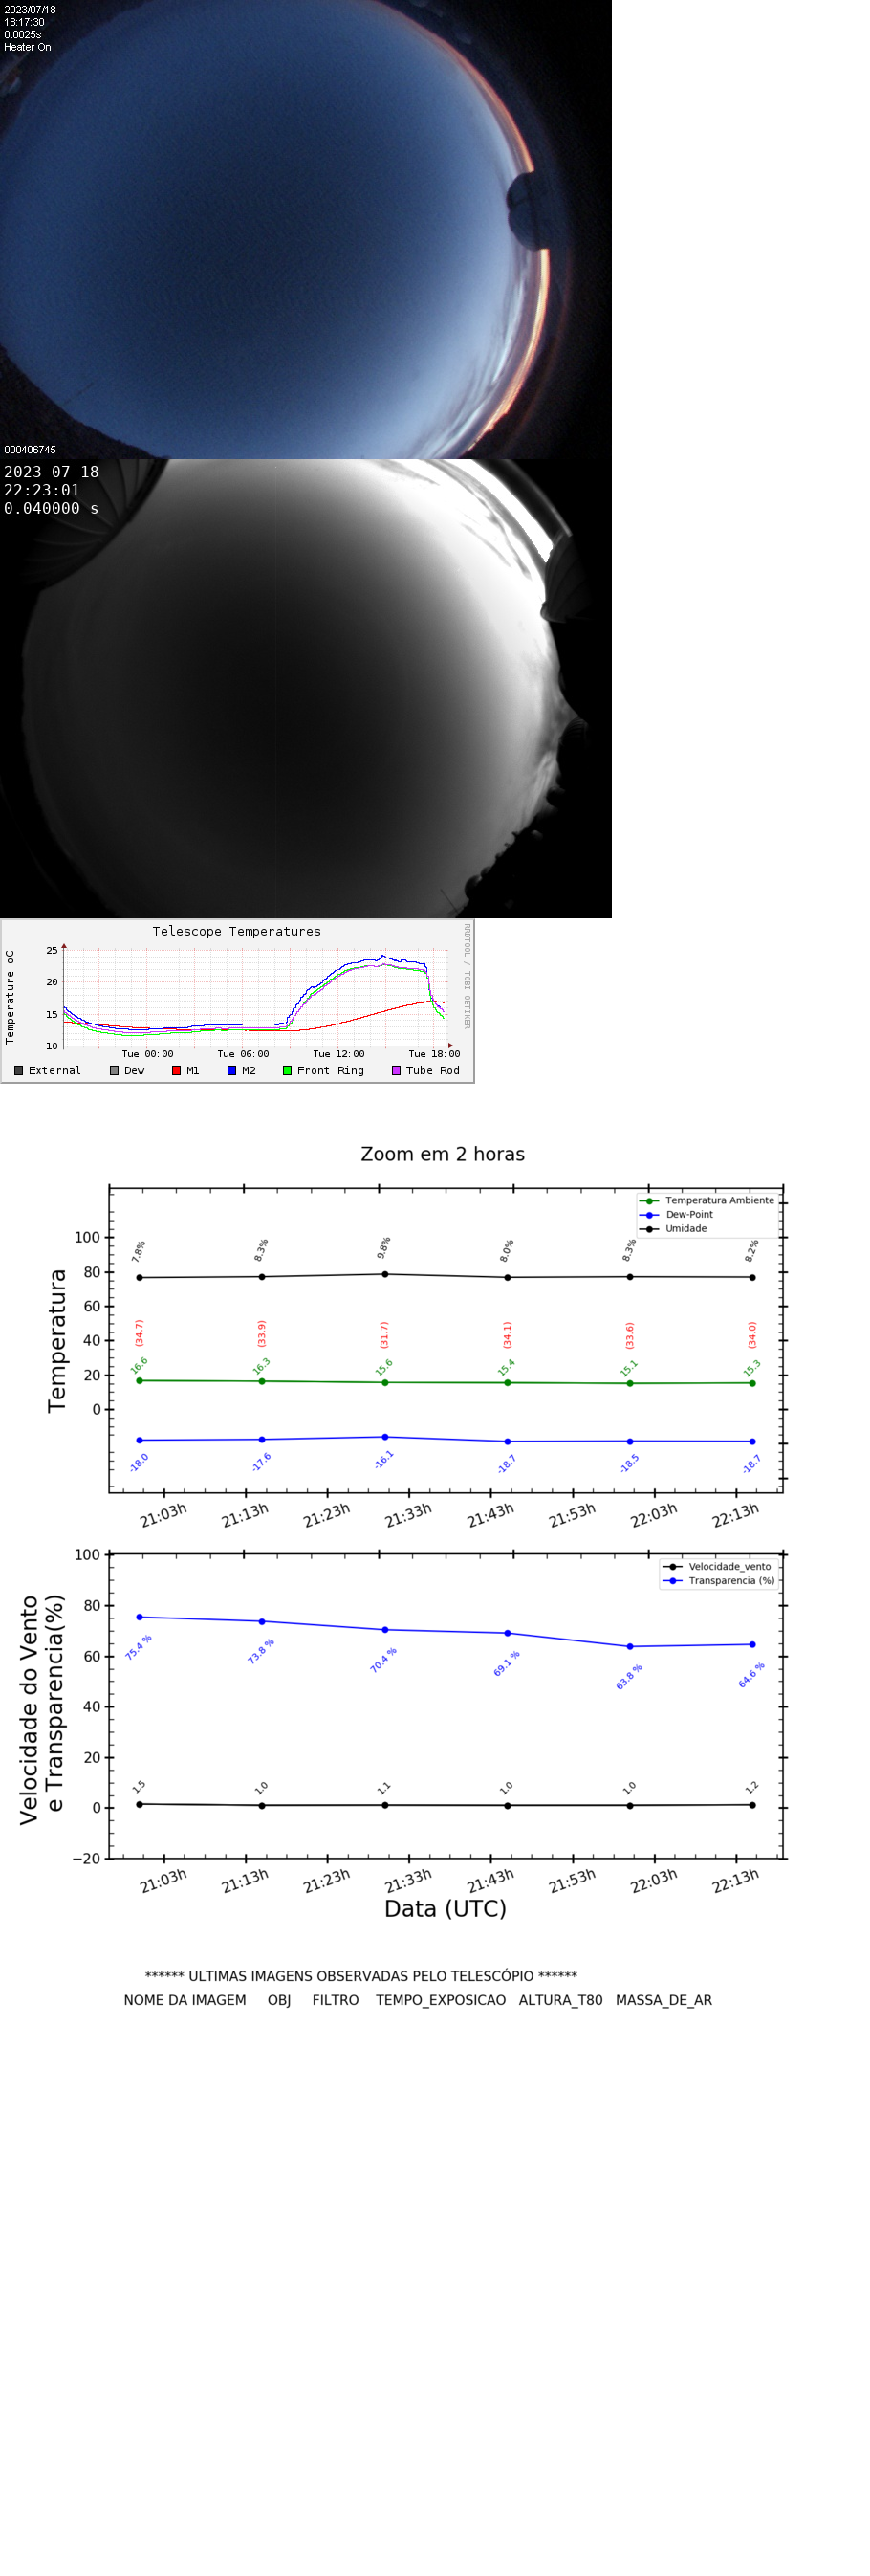 2023/07/18
18:17:30
0.0025s
Heater On
000406745
2023-07-18
22:23:01
0.040000 s
Telescope Temperatures
RRDTOOL / TOBI OETIKER
Temperature oC
25
20
15
10
Tue 00:00 Tue 06:00 Tue 12:00 Tue 18:00
External Dew M1 M2 Front Ring Tube Rod
Zoom em 2 horas
Temperatura Ambiente
Dew-Point
Umidade
Temperatura
100
80
60
40
20
0
7.8% 8.3% 9.8% 8.0% 8.3% 8.2%
(34.7) (33.9) (31.7) (34.1) (33.6) (34.0)
16.6 16.3 15.6 15.4 15.1 15.3
-18.0 -17.6 -16.1 -18.7 -18.5 -18.7
21:03h 21:13h 21:23h 21:33h 21:43h 21:53h 22:03h 22:13h
Velocidade_vento
Transparencia (%)
Velocidade do Vento
e Transparencia(%)
100
80
60
40
20
0
−20
75.4 % 73.8 % 70.4 % 69.1 % 63.8 % 64.6 %
1.5 1.0 1.1 1.0 1.0 1.2
21:03h 21:13h 21:23h 21:33h 21:43h 21:53h 22:03h 22:13h
Data (UTC)
****** ULTIMAS IMAGENS OBSERVADAS PELO TELESCÓPIO ******
NOME DA IMAGEM OBJ FILTRO TEMPO_EXPOSICAO ALTURA_T80 MASSA_DE_AR